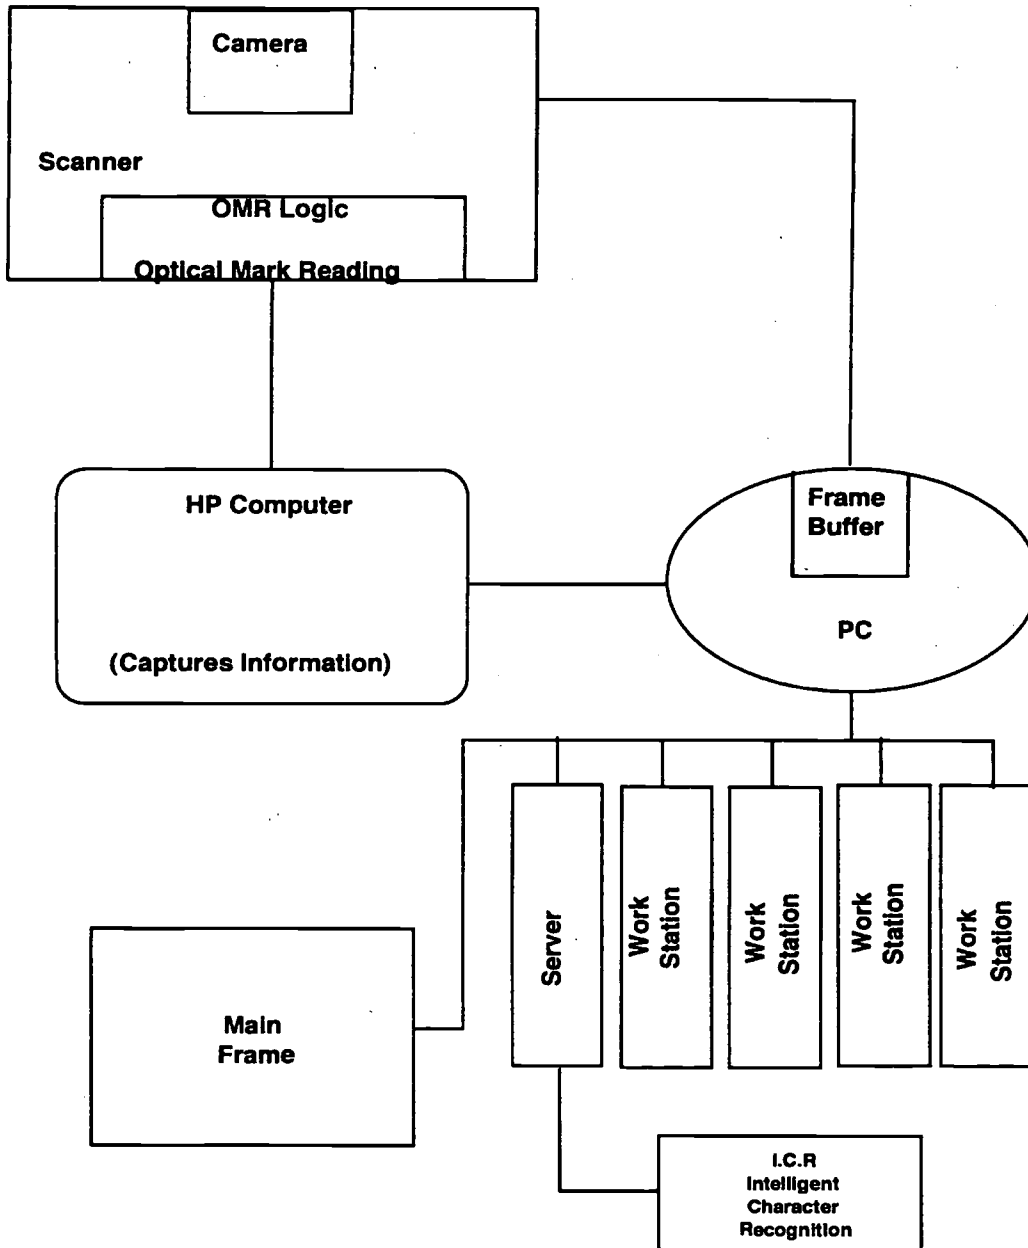 Camera
Scanner
OMR Logic
Optical Mark Reading
HP Computer
(Captures Information)
Frame
Buffer
PC
Server
Work
Station
Work
Station
Work
Station
Work
Station
Main
Frame
I.C.R
Intelligent
Character
Recognition